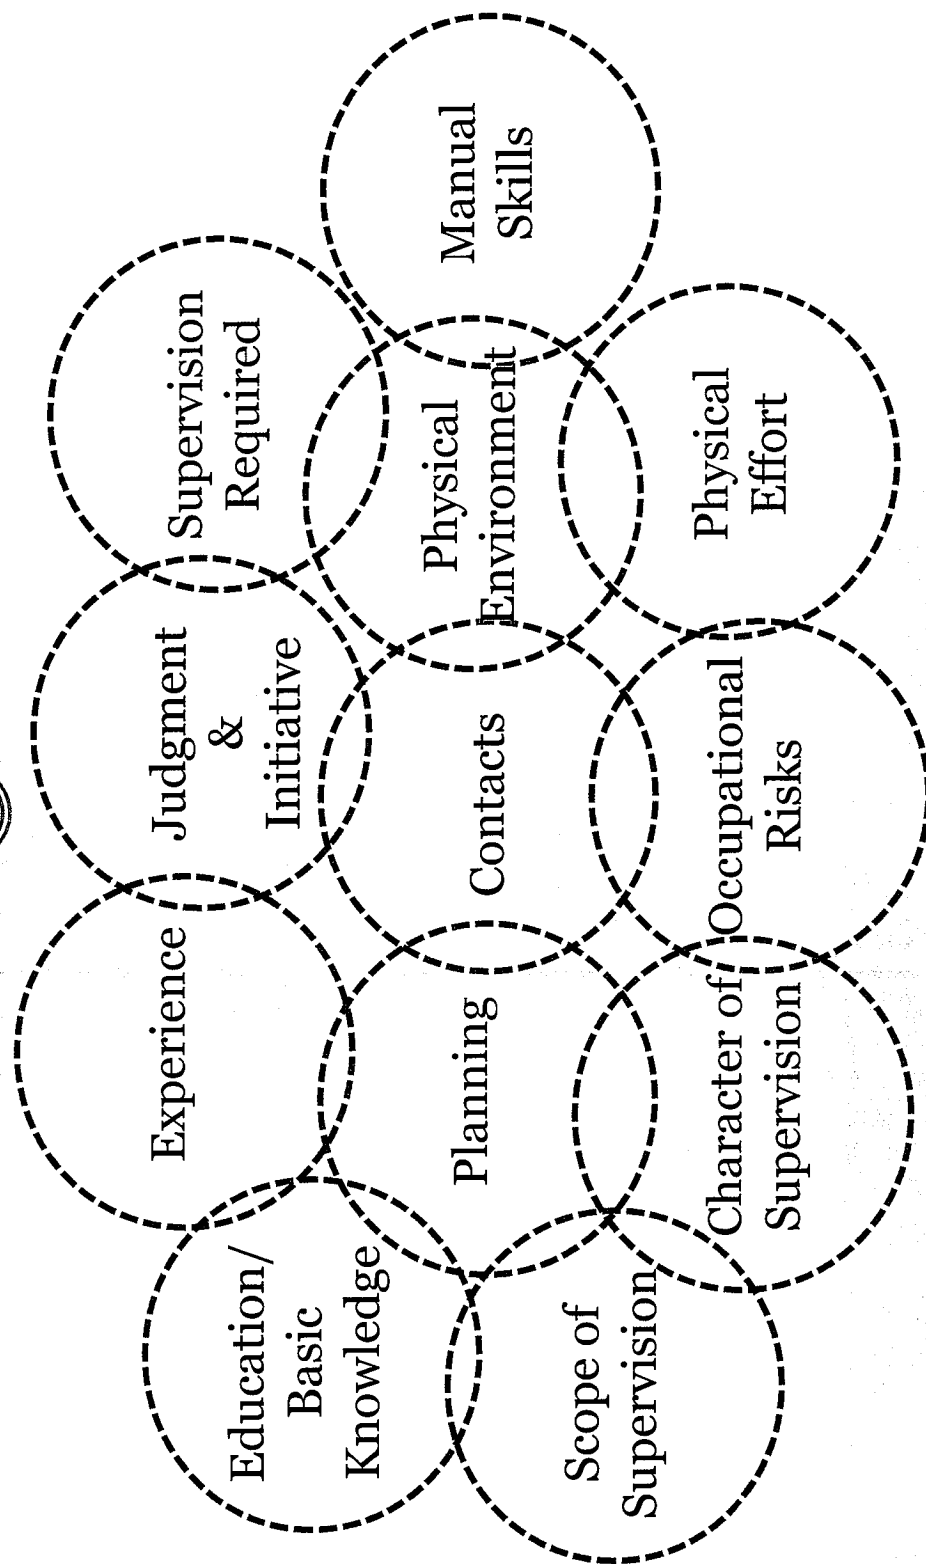 Education/
Basic
Knowledge
Experience
Judgment
&
Initiative
Supervision
Required
Planning
Contacts
Physical
Environment
Manual
Skills
Scope of
Supervision
Character of
Supervision
Occupational
Risks
Physical
Effort